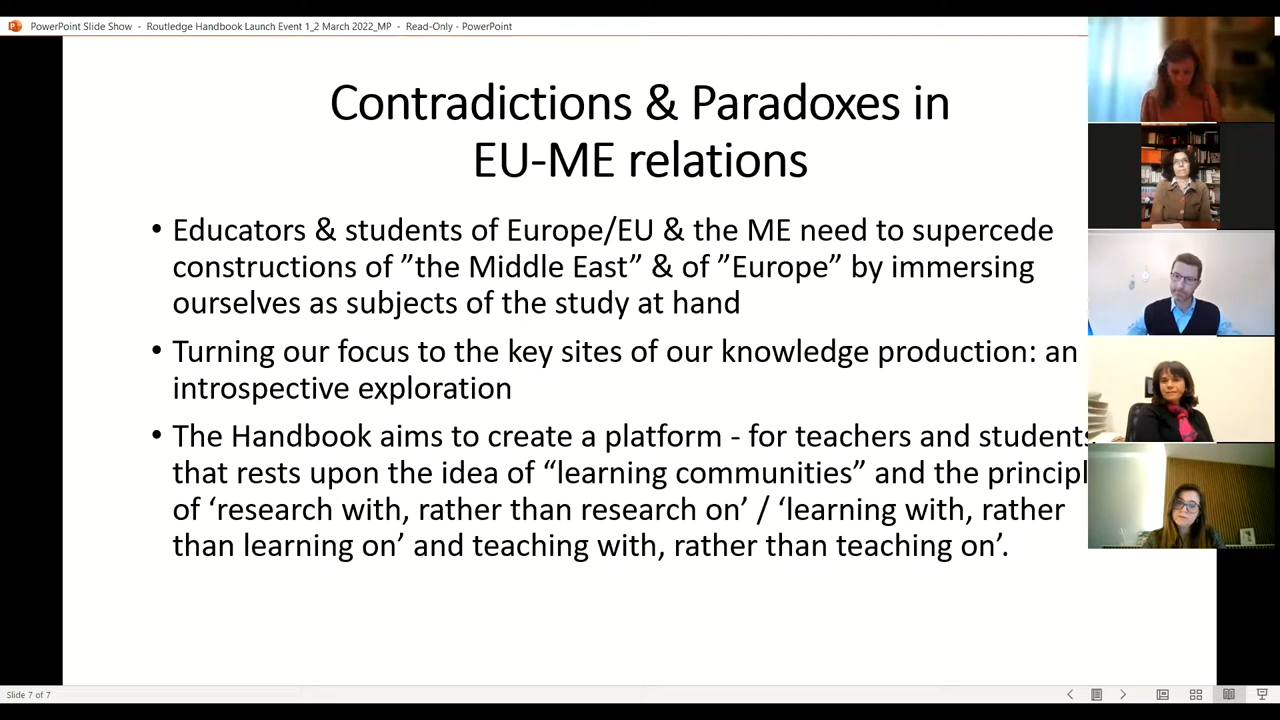 PowerPoint Slide Show - Routledge Handbook Launch Event 1_2 March 2022_MP - Read-Only - PowerPoint
Contradictions & Paradoxes in
EU-ME relations
• Educators & students of Europe/EU & the ME need to supercede
constructions of ”the Middle East” & of ”Europe” by immersing
ourselves as subjects of the study at hand
• Turning our focus to the key sites of our knowledge production: an
introspective exploration
• The Handbook aims to create a platform - for teachers and students
that rests upon the idea of “learning communities” and the principl
of ‘research with, rather than research on’ / ‘learning with, rather
than learning on’ and teaching with, rather than teaching on’.
Slide 7 of 7